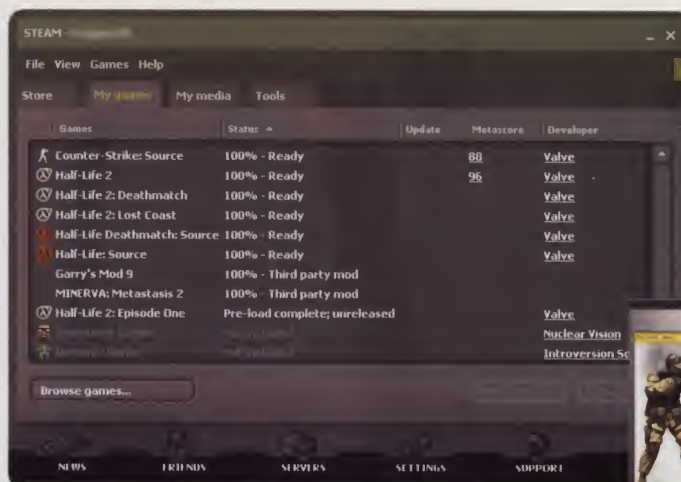 STEAM
File View Games Help
Store My games My media Tools
Games Status Update Metascore Developer
Counter-Strike: Source 100% - Ready 88 Valve
Half-Life 2 100% - Ready 96 Valve
Half-Life 2: Deathmatch 100% - Ready Valve
Half-Life 2: Lost Coast 100% - Ready Valve
Half-Life Deathmatch: Source 100% - Ready Valve
Half-Life: Source 100% - Ready Valve
Garry's Mod 9 100% - Third party mod
MINERVA: Metastasis 2 100% - Third party mod
Half-Life 2: Episode One Pre-load complete; unreleased Valve
Nuclear Vision
Introversion
Browse games...
NEWS FRIENDS SERVERS SETTINGS SUPPORT